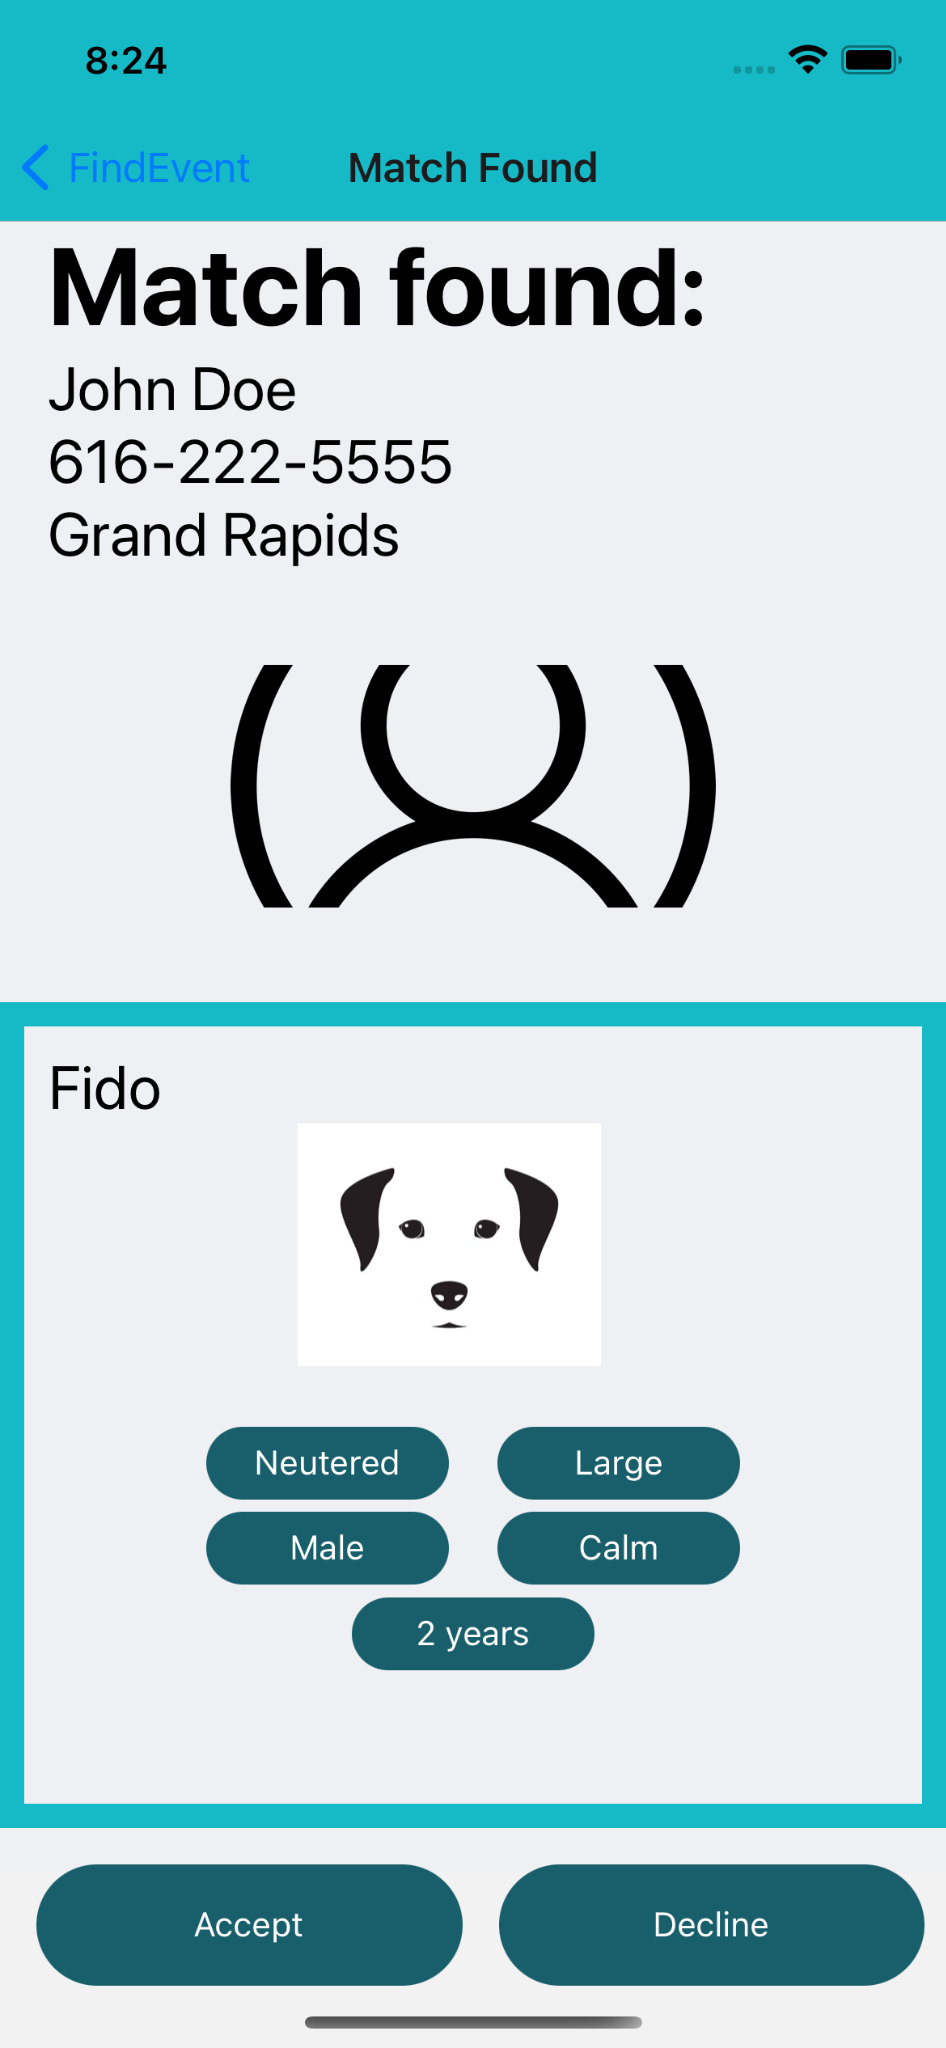 8:24
FindEvent Match Found
Match found:
John Doe
616-222-5555
Grand Rapids
Fido
Neutered Large
Male Calm
2 years
Accept Decline